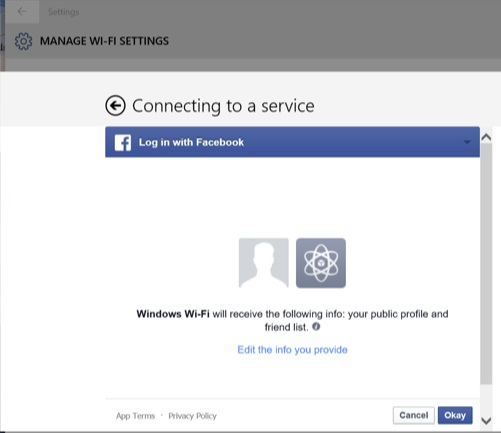 Settings
MANAGE WI-FI SETTINGS
Connecting to a service
Log in with Facebook
Windows Wi-Fi will receive the following info: your public profile and
friend list.
Edit the info you provide
App Terms · Privacy Policy
Cancel Okay